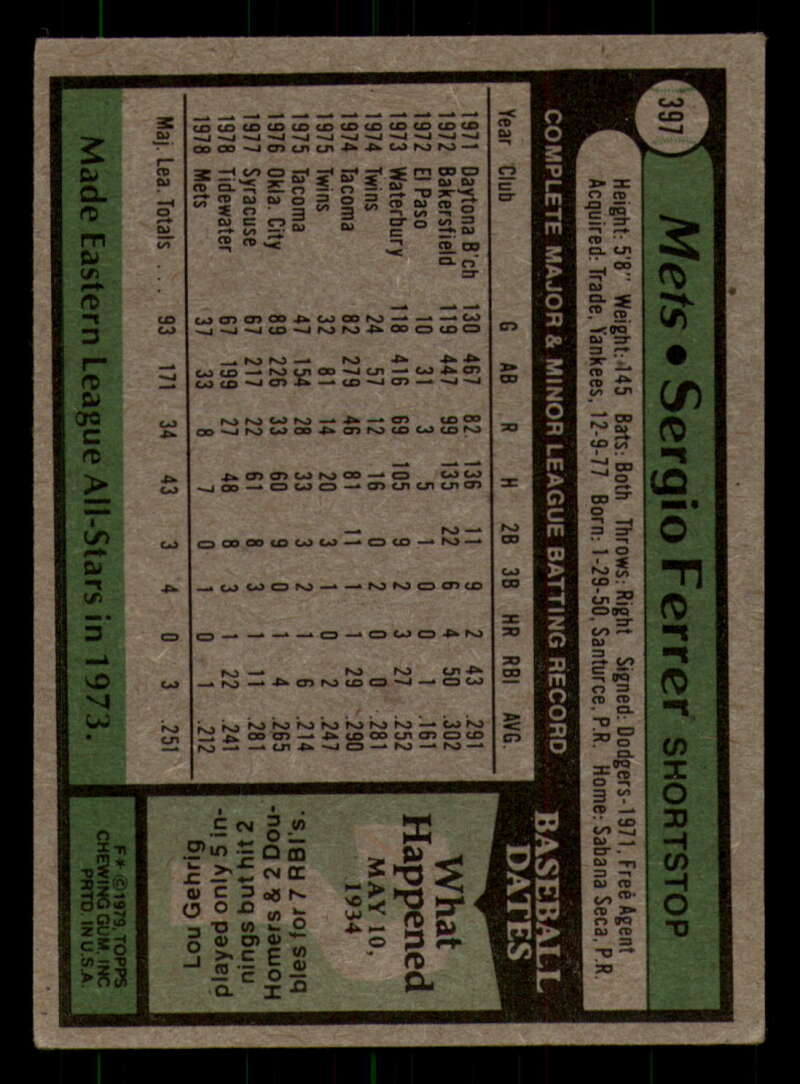 397
Mets • Sergio Ferrer SHORTSTOP
Height: 5'8" Weight: 145 Bats: Both Throws: Right Signed: Dodgers-1971, Free Agent
Acquired: Trade, Yankees, 12-9-77 Born: 1-29-50, Santurce, P.R. Home: Sabana Seca, P.R.
COMPLETE MAJOR & MINOR LEAGUE BATTING RECORD
Year Club G AB R H 2B 3B HR RBI AVG.
1971 Daytona B'ch 130 467 82 136 11 9 2 43 .291
1972 Bakersfield 119 447 99 135 22 6 4 50 .302
1972 El Paso 10 31 3 5 1 0 0 1 .161
1973 Waterbury 118 416 69 105 9 2 3 27 .252
1974 Twins 24 57 12 16 0 2 0 0 .281
1974 Tacoma 82 279 46 81 11 1 1 29 .290
1975 Twins 32 81 14 20 3 1 0 2 .247
1975 Tacoma 47 154 28 33 3 2 1 6 .214
1976 Okla. City 89 226 33 60 9 0 1 4 .265
1977 Syracuse 67 217 22 61 8 3 1 11 .281
1978 Tidewater 67 199 27 48 8 3 1 22 .241
1978 Mets 37 33 8 7 0 1 0 1 .212
Maj. Lea. Totals . . . 93 171 34 43 3 4 0 3 .251
Made Eastern League All-Stars in 1973.
BASEBALL
DATES
What
Happened
MAY 10,
1934
Lou Gehrig
played only 5 in-
nings but hit 2
Homers & 2 Dou-
bles for 7 RBI's.
F* © 1979, TOPPS
CHEWING GUM, INC
PRTD. IN U.S.A.